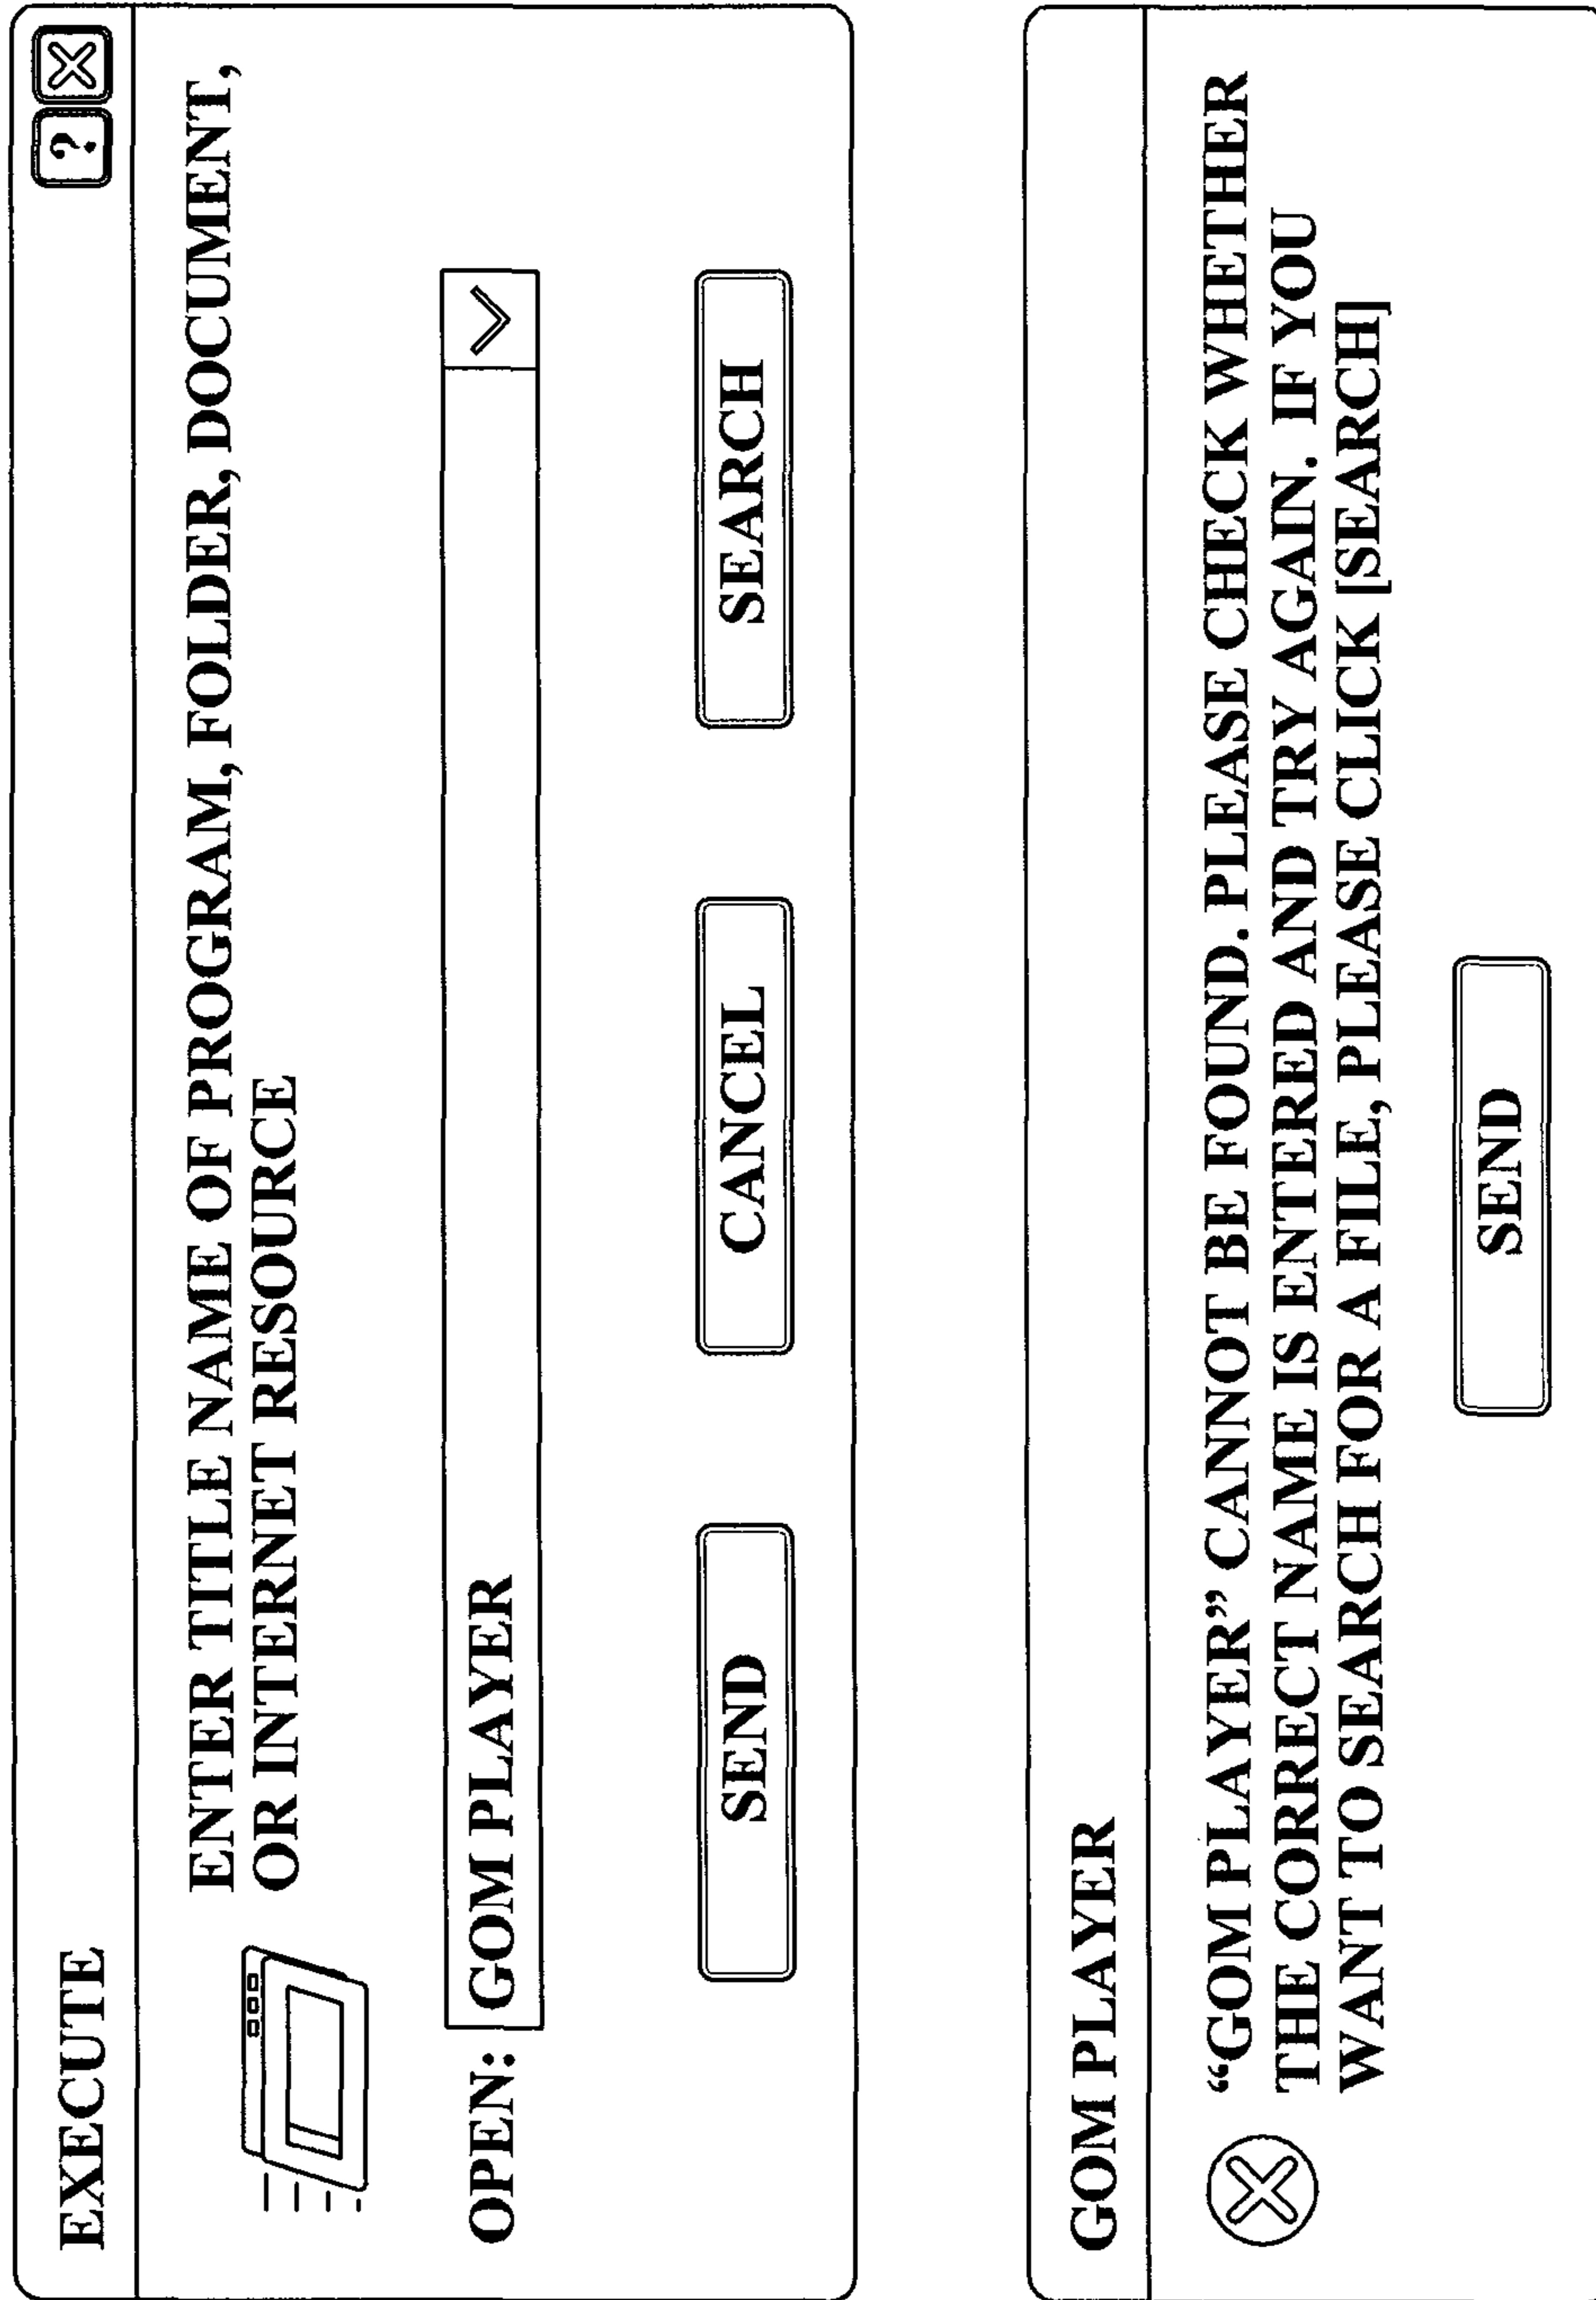 EXECUTE
?
ENTER TITLE NAME OF PROGRAM, FOLDER, DOCUMENT,
OR INTERNET RESOURCE
OPEN: GOM PLAYER
SEND CANCEL SEARCH
GOM PLAYER
“GOM PLAYER” CANNOT BE FOUND. PLEASE CHECK WHETHER
THE CORRECT NAME IS ENTERED AND TRY AGAIN. IF YOU
WANT TO SEARCH FOR A FILE, PLEASE CLICK [SEARCH]
SEND